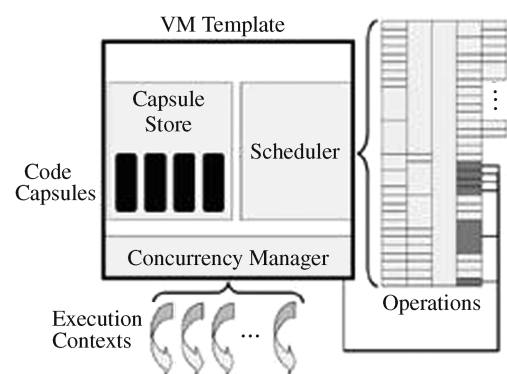 VM Template
Capsule
Store
Scheduler
Code
Capsules
Concurrency Manager
Operations
Execution
Contexts